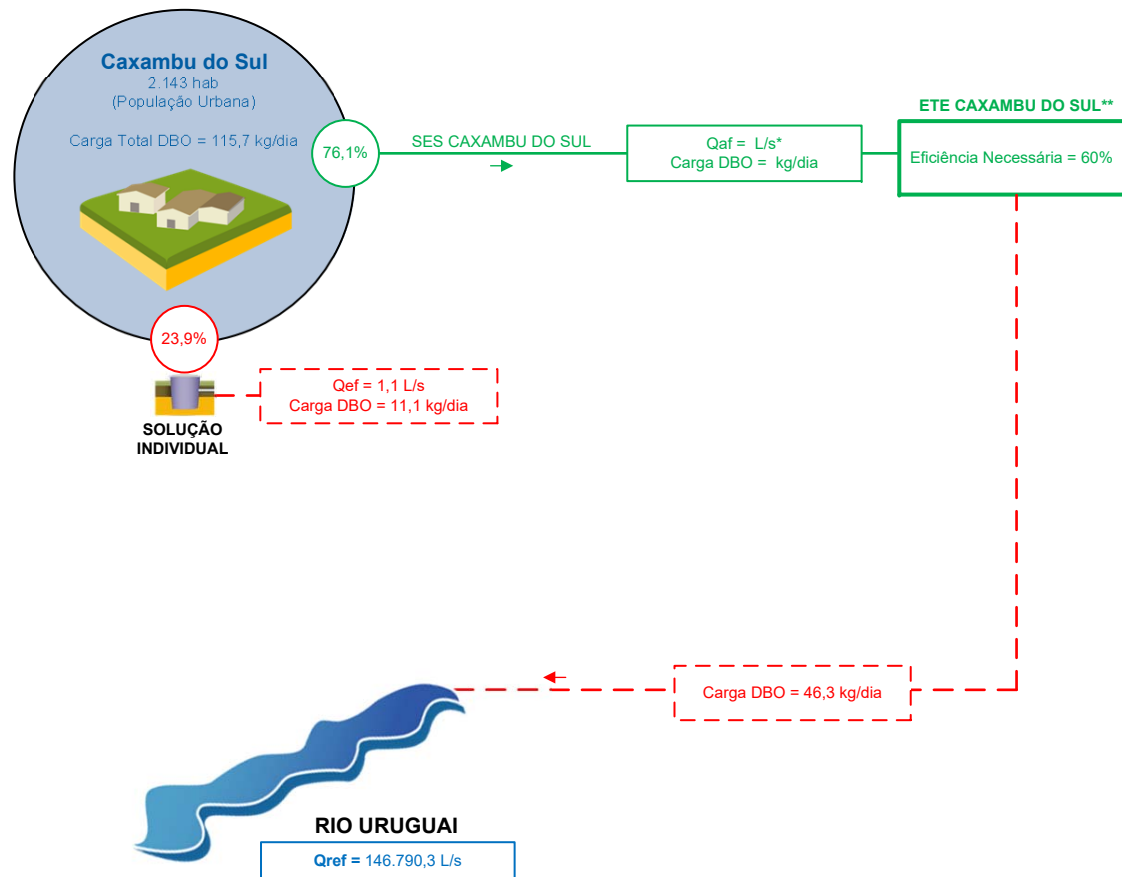 Caxambu do Sul
2.143 hab
(População Urbana)
Carga Total DBO = 115,7 kg/dia
76,1%
SES CAXAMBU DO SUL
Qaf = L/s*
Carga DBO = kg/dia
ETE CAXAMBU DO SUL**
Eficiência Necessária = 60%
23,9%
Qef = 1,1 L/s
Carga DBO = 11,1 kg/dia
SOLUÇÃO
INDIVIDUAL
Carga DBO = 46,3 kg/dia
RIO URUGUAI
Qref = 146.790,3 L/s